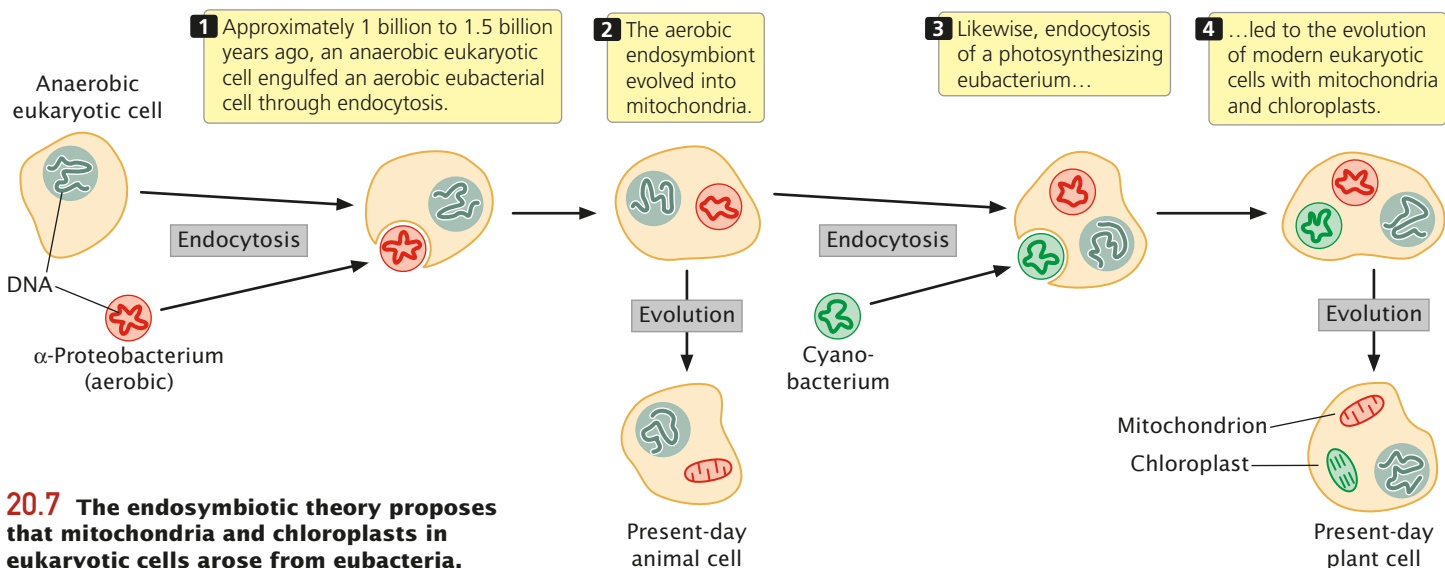 1 Approximately 1 billion to 1.5 billion
years ago, an anaerobic eukaryotic
cell engulfed an aerobic eubacterial
cell through endocytosis.
2 The aerobic
endosymbiont
evolved into
mitochondria.
3 Likewise, endocytosis
of a photosynthesizing
eubacterium…
4 …led to the evolution
of modern eukaryotic
cells with mitochondria
and chloroplasts.
Anaerobic
eukaryotic cell
Endocytosis
DNA
α-Proteobacterium
(aerobic)
Evolution
Present-day
animal cell
Endocytosis
Cyano-
bacterium
Evolution
Mitochondrion
Chloroplast
Present-day
plant cell
20.7 The endosymbiotic theory proposes
that mitochondria and chloroplasts in
eukaryotic cells arose from eubacteria.